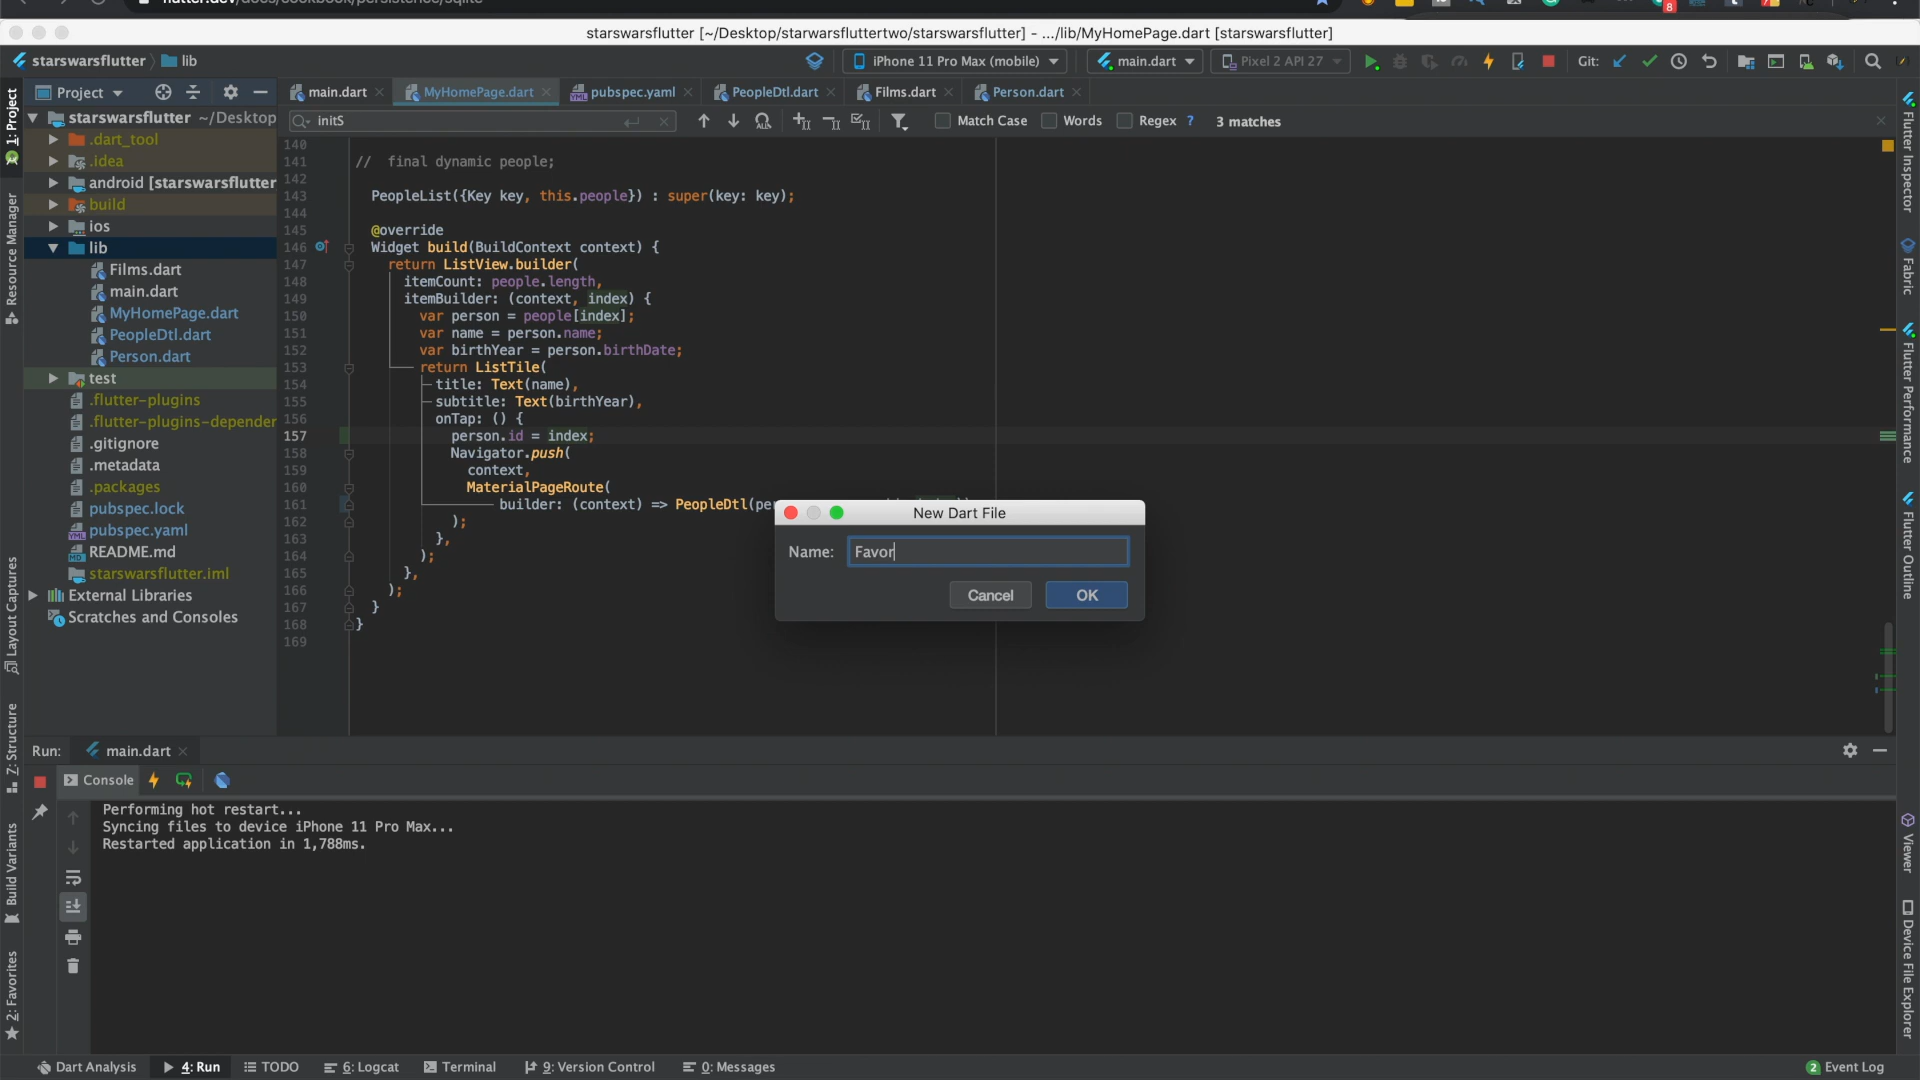 flutter.dev/docs/cookbook/persistence/sqlite
8
starswarsflutter [~/Desktop/starwarsfluttertwo/starswarsflutter] - .../lib/MyHomePage.dart [starswarsflutter]
starswarsflutter
lib
iPhone 11 Pro Max (mobile)
main.dart
Pixel 2 API 27
Git:
Project
main.dart
MyHomePage.dart
pubspec.yaml
PeopleDtl.dart
Films.dart
Person.dart
initS
Match Case
Words
Regex
?
3 matches
1: Project
Resource Manager
Layout Captures
Z: Structure
Build Variants
2: Favorites
starswarsflutter ~/Desktop
.dart_tool
.idea
android [starswarsflutter
build
ios
lib
Films.dart
main.dart
MyHomePage.dart
PeopleDtl.dart
Person.dart
test
.flutter-plugins
.flutter-plugins-depender
.gitignore
.metadata
.packages
pubspec.lock
pubspec.yaml
README.md
starswarsflutter.iml
External Libraries
Scratches and Consoles
140
141 // final dynamic people;
142
143 PeopleList({Key key, this.people}) : super(key: key);
144
145 @override
146 Widget build(BuildContext context) {
147 return ListView.builder(
148 itemCount: people.length,
149 itemBuilder: (context, index) {
150 var person = people[index];
151 var name = person.name;
152 var birthYear = person.birthDate;
153 return ListTile(
154 title: Text(name),
155 subtitle: Text(birthYear),
156 onTap: () {
157 person.id = index;
158 Navigator.push(
159 context,
160 MaterialPageRoute(
161 builder: (context) => PeopleDtl(pe
162 );
163 },
164 );
165 },
166 );
167 }
168 }
169
New Dart File
Name: Favor
Cancel
OK
Flutter Inspector
Fabric
Flutter Performance
Flutter Outline
Viewer
Device File Explorer
Run:
main.dart
Console
Performing hot restart...
Syncing files to device iPhone 11 Pro Max...
Restarted application in 1,788ms.
Dart Analysis
4: Run
TODO
6: Logcat
Terminal
9: Version Control
0: Messages
2 Event Log